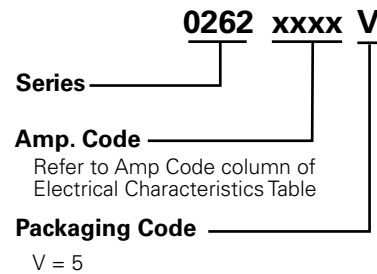 0262 xxxx V
Series
Amp. Code
Refer to Amp Code column of
Electrical Characteristics Table
Packaging Code
V = 5